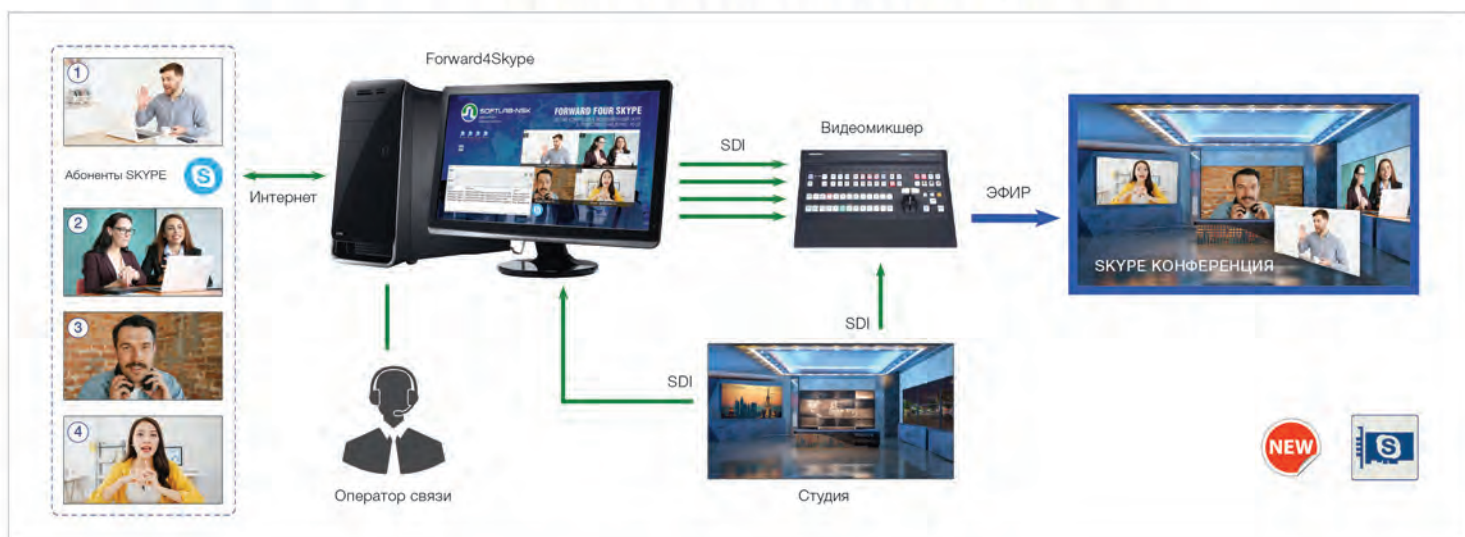 Forward4Skype
1
SOFTLAB-NSK
FORWARD FOUR SKYPE
Видеомикшер
SDI
Абоненты SKYPE
S
Интернет
ЭФИР
2
SKYPE КОНФЕРЕНЦИЯ
3
SDI
SDI
4
NEW
S
Оператор связи
Студия